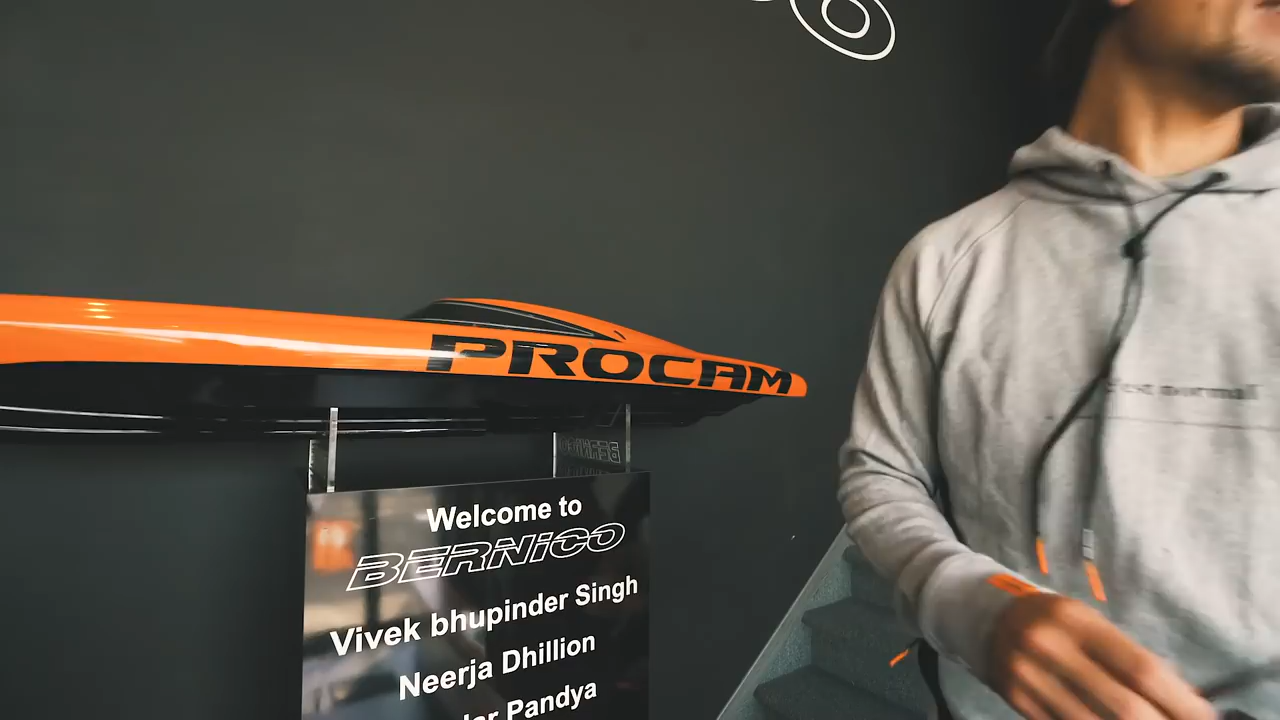 PROCAM
Welcome to
BERNICO
Vivek bhupinder Singh
Neerja Dhillion
Pandya